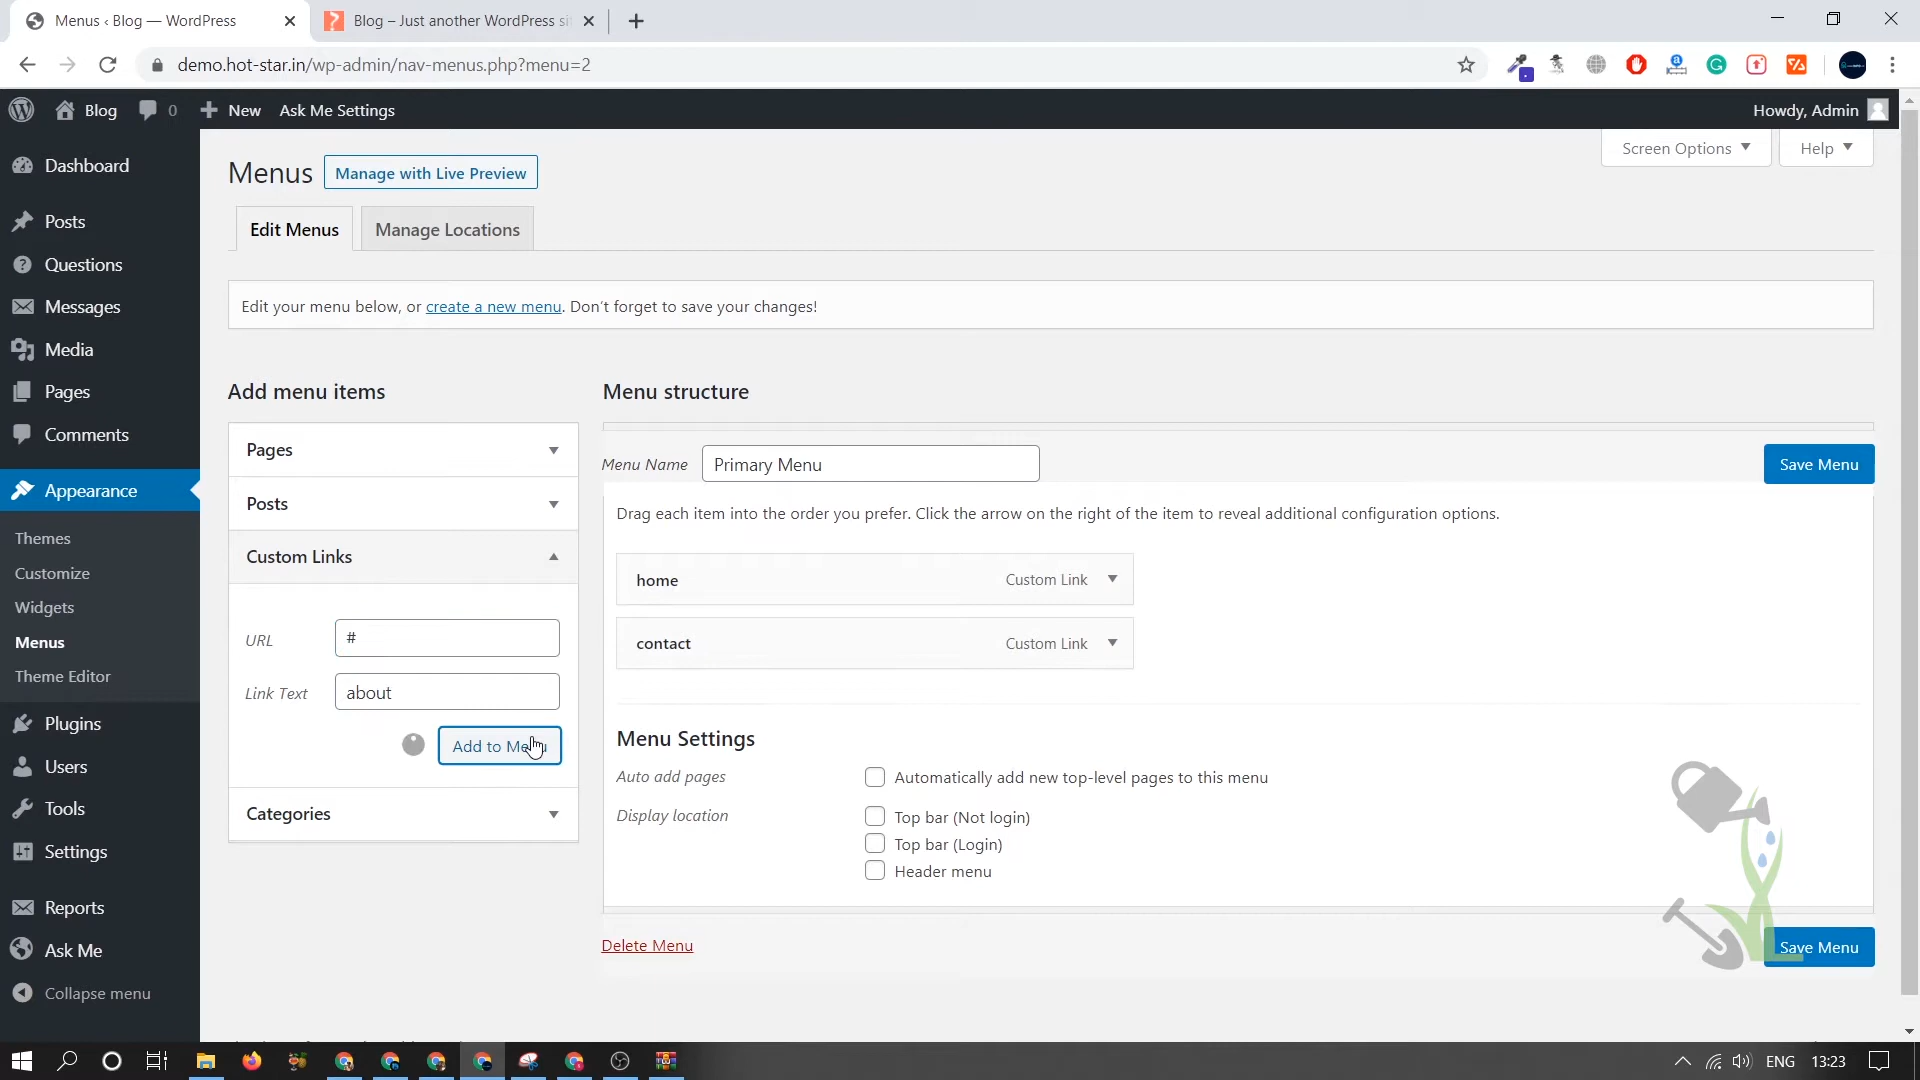 Menus ‹ Blog — WordPress
Blog – Just another WordPress si
demo.hot-star.in/wp-admin/nav-menus.php?menu=2
Blog
0
New
Ask Me Settings
Howdy, Admin
Dashboard
Posts
Questions
Messages
Media
Pages
Comments
Appearance
Themes
Customize
Widgets
Menus
Theme Editor
Plugins
Users
Tools
Settings
Reports
Ask Me
Collapse menu
Screen Options
Help
Menus
Manage with Live Preview
Edit Menus
Manage Locations
Edit your menu below, or create a new menu. Don't forget to save your changes!
Add menu items
Pages
Posts
Custom Links
URL
#
Link Text
about
Add to Menu
Categories
Menu structure
Menu Name
Primary Menu
Save Menu
Drag each item into the order you prefer. Click the arrow on the right of the item to reveal additional configuration options.
home
Custom Link
contact
Custom Link
Menu Settings
Auto add pages
Automatically add new top-level pages to this menu
Display location
Top bar (Not login)
Top bar (Login)
Header menu
Delete Menu
Save Menu
ENG
13:23